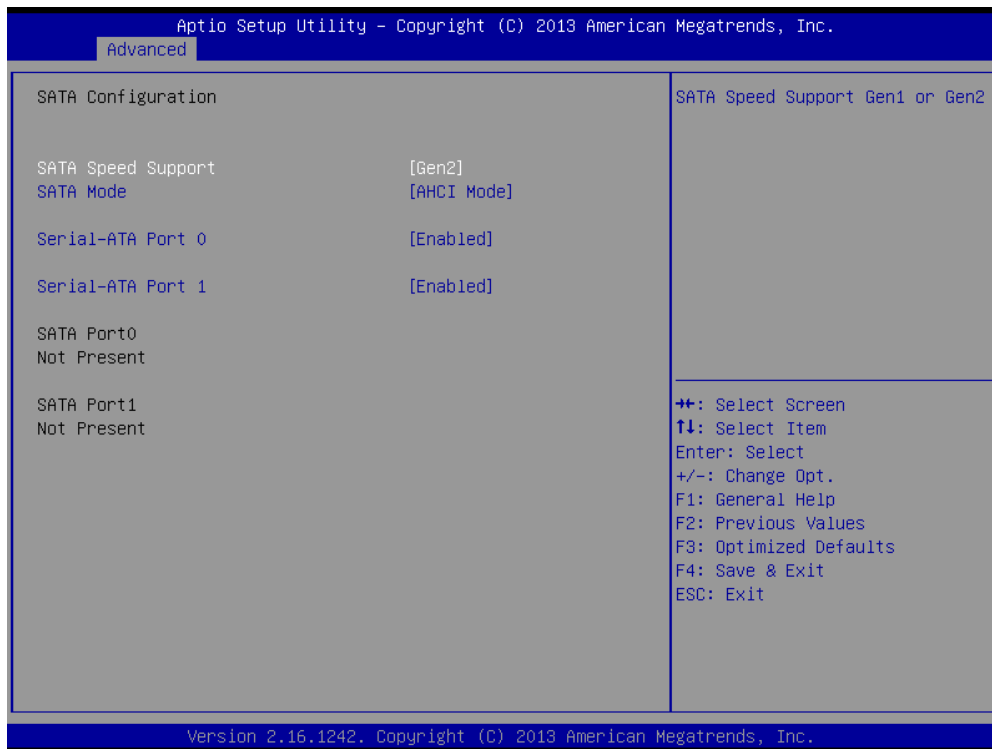 Aptio Setup Utility – Copyright (C) 2013 American Megatrends, Inc.
Advanced
SATA Configuration
SATA Speed Support [Gen2]
SATA Mode [AHCI Mode]
Serial-ATA Port 0 [Enabled]
Serial-ATA Port 1 [Enabled]
SATA Port0
Not Present
SATA Port1
Not Present
SATA Speed Support Gen1 or Gen2
→←: Select Screen
↑↓: Select Item
Enter: Select
+/-: Change Opt.
F1: General Help
F2: Previous Values
F3: Optimized Defaults
F4: Save & Exit
ESC: Exit
Version 2.16.1242. Copyright (C) 2013 American Megatrends, Inc.